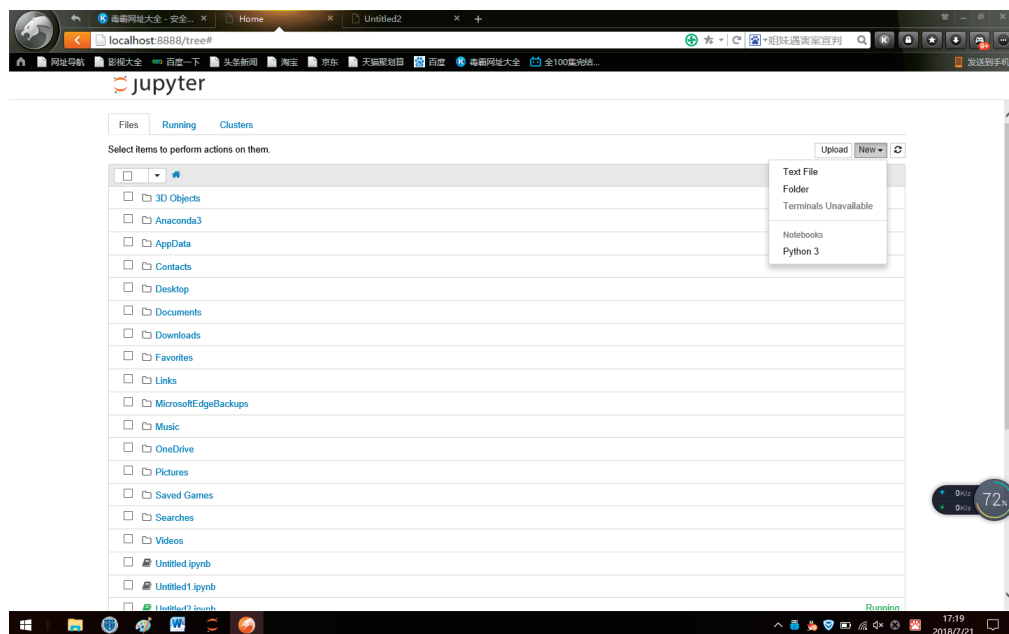 毒霸网址大全 - 安全... × Home × Untitled2 × +
localhost:8888/tree# 姐妹遇害案宣判
网址导航 影视大全 百度一下 头条新闻 淘宝 京东 天猫聚划算 百度 毒霸网址大全 全100集完结... 发送到手机
jupyter
Files Running Clusters
Select items to perform actions on them. Upload New
Text File
Folder
Terminals Unavailable
Notebooks
Python 3
3D Objects
Anaconda3
AppData
Contacts
Desktop
Documents
Downloads
Favorites
Links
MicrosoftEdgeBackups
Music
OneDrive
Pictures
Saved Games
Searches
Videos
Untitled.ipynb
Untitled1.ipynb
Untitled2.ipynb Running
0K/s
0K/s
72%
17:19
2018/7/21